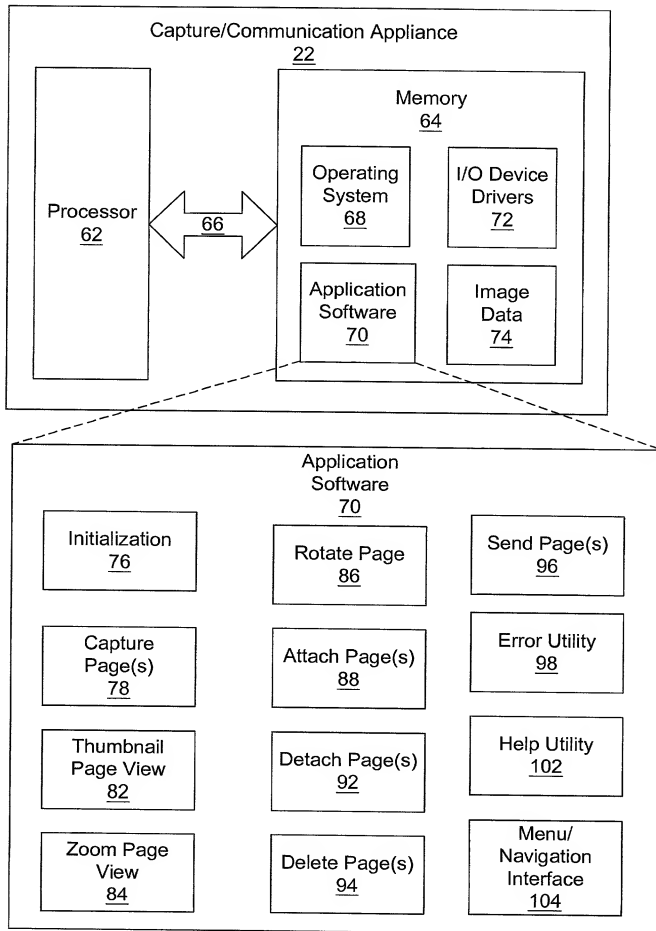 Capture/Communication Appliance
22
Processor
62
66
Memory
64
Operating
System
68
I/O Device
Drivers
72
Application
Software
70
Image
Data
74
Application
Software
70
Initialization
76
Capture
Page(s)
78
Thumbnail
Page View
82
Zoom Page
View
84
Rotate Page
86
Attach Page(s)
88
Detach Page(s)
92
Delete Page(s)
94
Send Page(s)
96
Error Utility
98
Help Utility
102
Menu/
Navigation
Interface
104